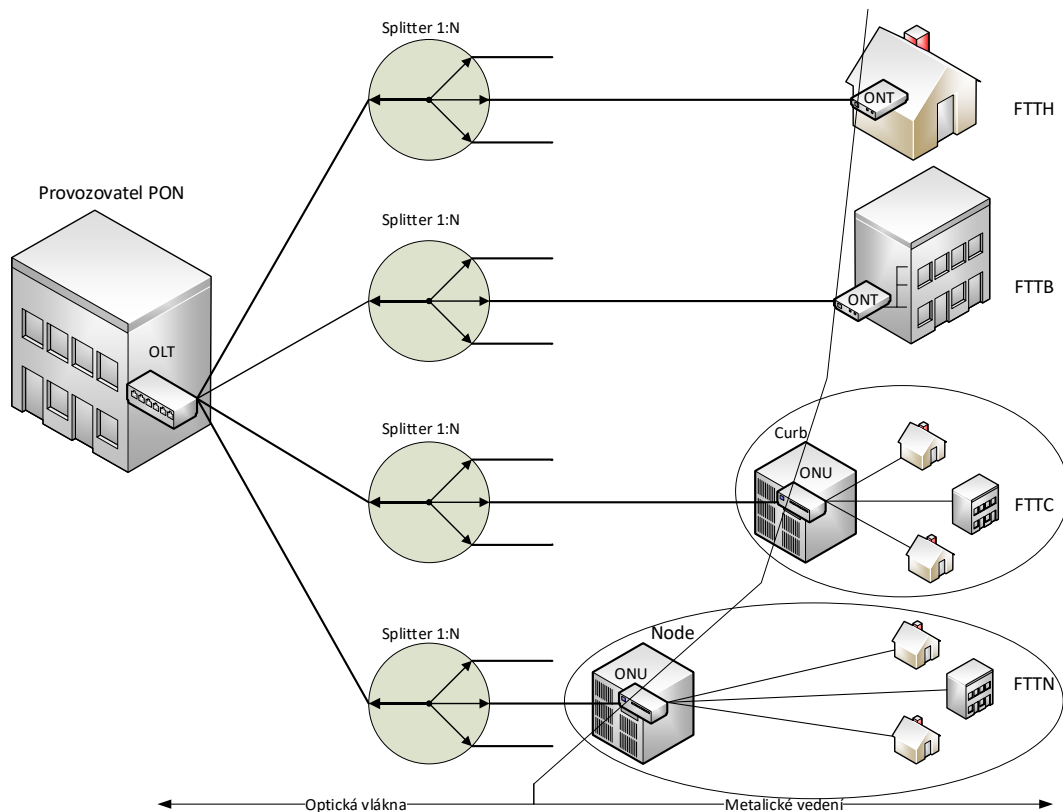 Splitter 1:N
ONT
FTTH
Provozovatel PON
Splitter 1:N
ONT
FTTB
OLT
Splitter 1:N
Curb
ONU
FTTC
Splitter 1:N
Node
ONU
FTTN
Optická vlákna
Metalické vedení